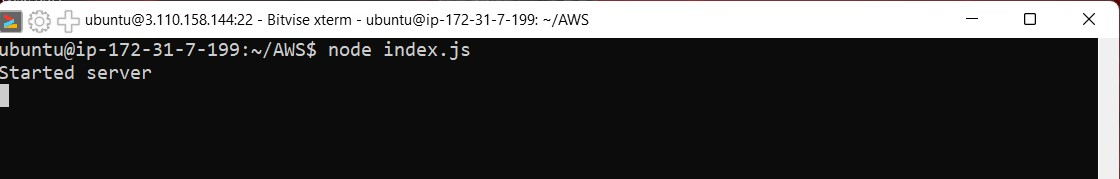 ubuntu@3.110.158.144:22 - Bitvise xterm - ubuntu@ip-172-31-7-199: ~/AWS
ubuntu@ip-172-31-7-199:~/AWS$ node index.js
Started server